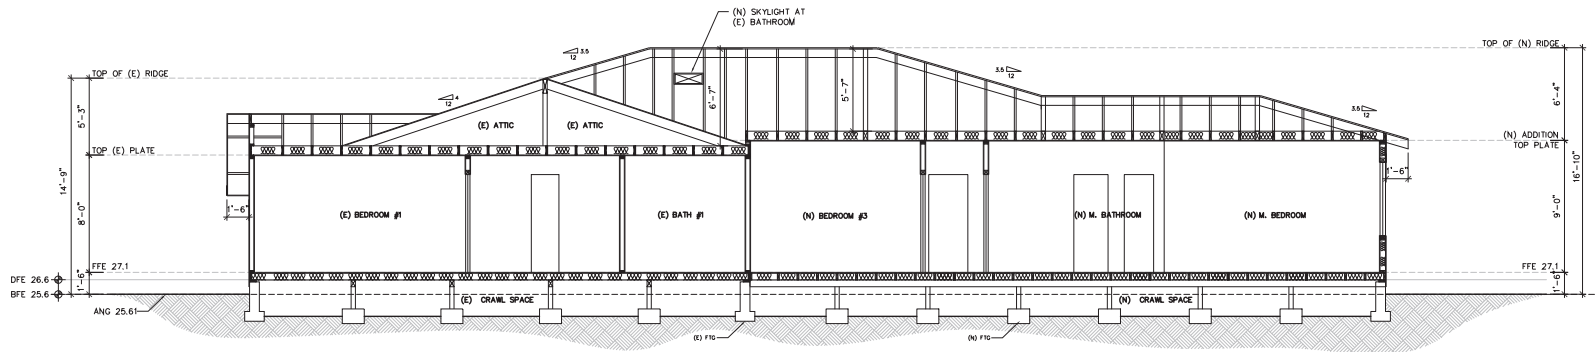 (N) SKYLIGHT AT
(E) BATHROOM
TOP OF (N) RIDGE
3.6
12
3.6
12
TOP OF (E) RIDGE
4
12
3.6
12
6'-7"
5'-7"
6'-4"
5'-3"
(E) ATTIC
(E) ATTIC
(N) ADDITION
TOP PLATE
TOP (E) PLATE
14'-9"
16'-10"
1'-6"
1'-6"
8'-0"
9'-0"
(E) BEDROOM #1
(E) BATH #1
(N) BEDROOM #3
(N) M. BATHROOM
(N) M. BEDROOM
FFE 27.1
FFE 27.1
DFE 26.6
1'-6"
1'-6"
BFE 25.6
(E) CRAWL SPACE
(N) CRAWL SPACE
ANG 25.61
(E) FTG
(N) FTG